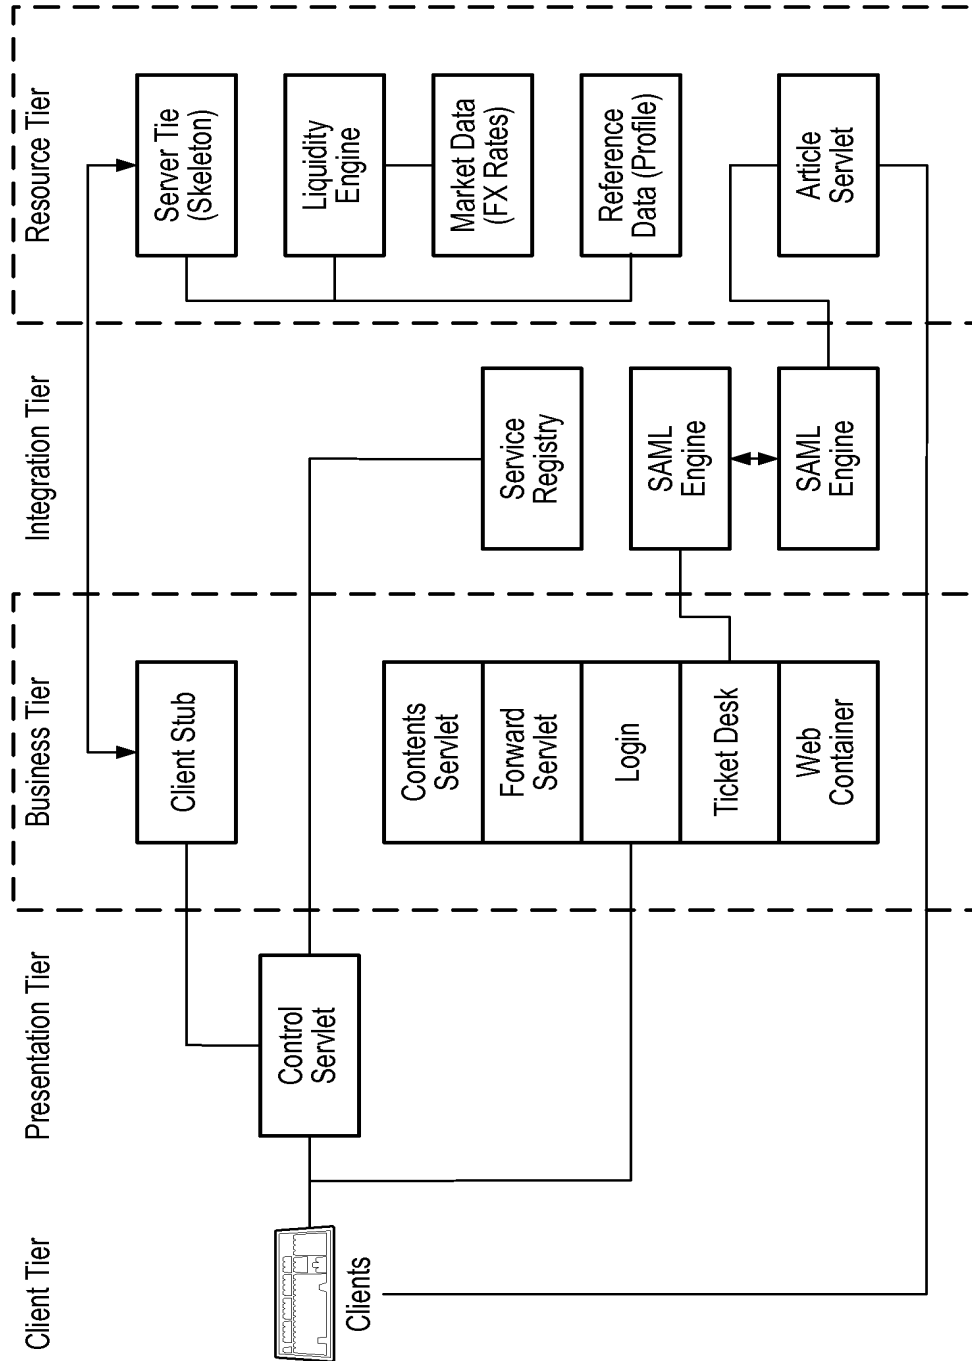 Client Tier
Presentation Tier
Business Tier
Integration Tier
Resource Tier
Clients
Control
Servlet
Client Stub
Contents
Servlet
Forward
Servlet
Login
Ticket Desk
Web
Container
Service
Registry
SAML
Engine
SAML
Engine
Server Tie
(Skeleton)
Liquidity
Engine
Market Data
(FX Rates)
Reference
Data (Profile)
Article
Servlet